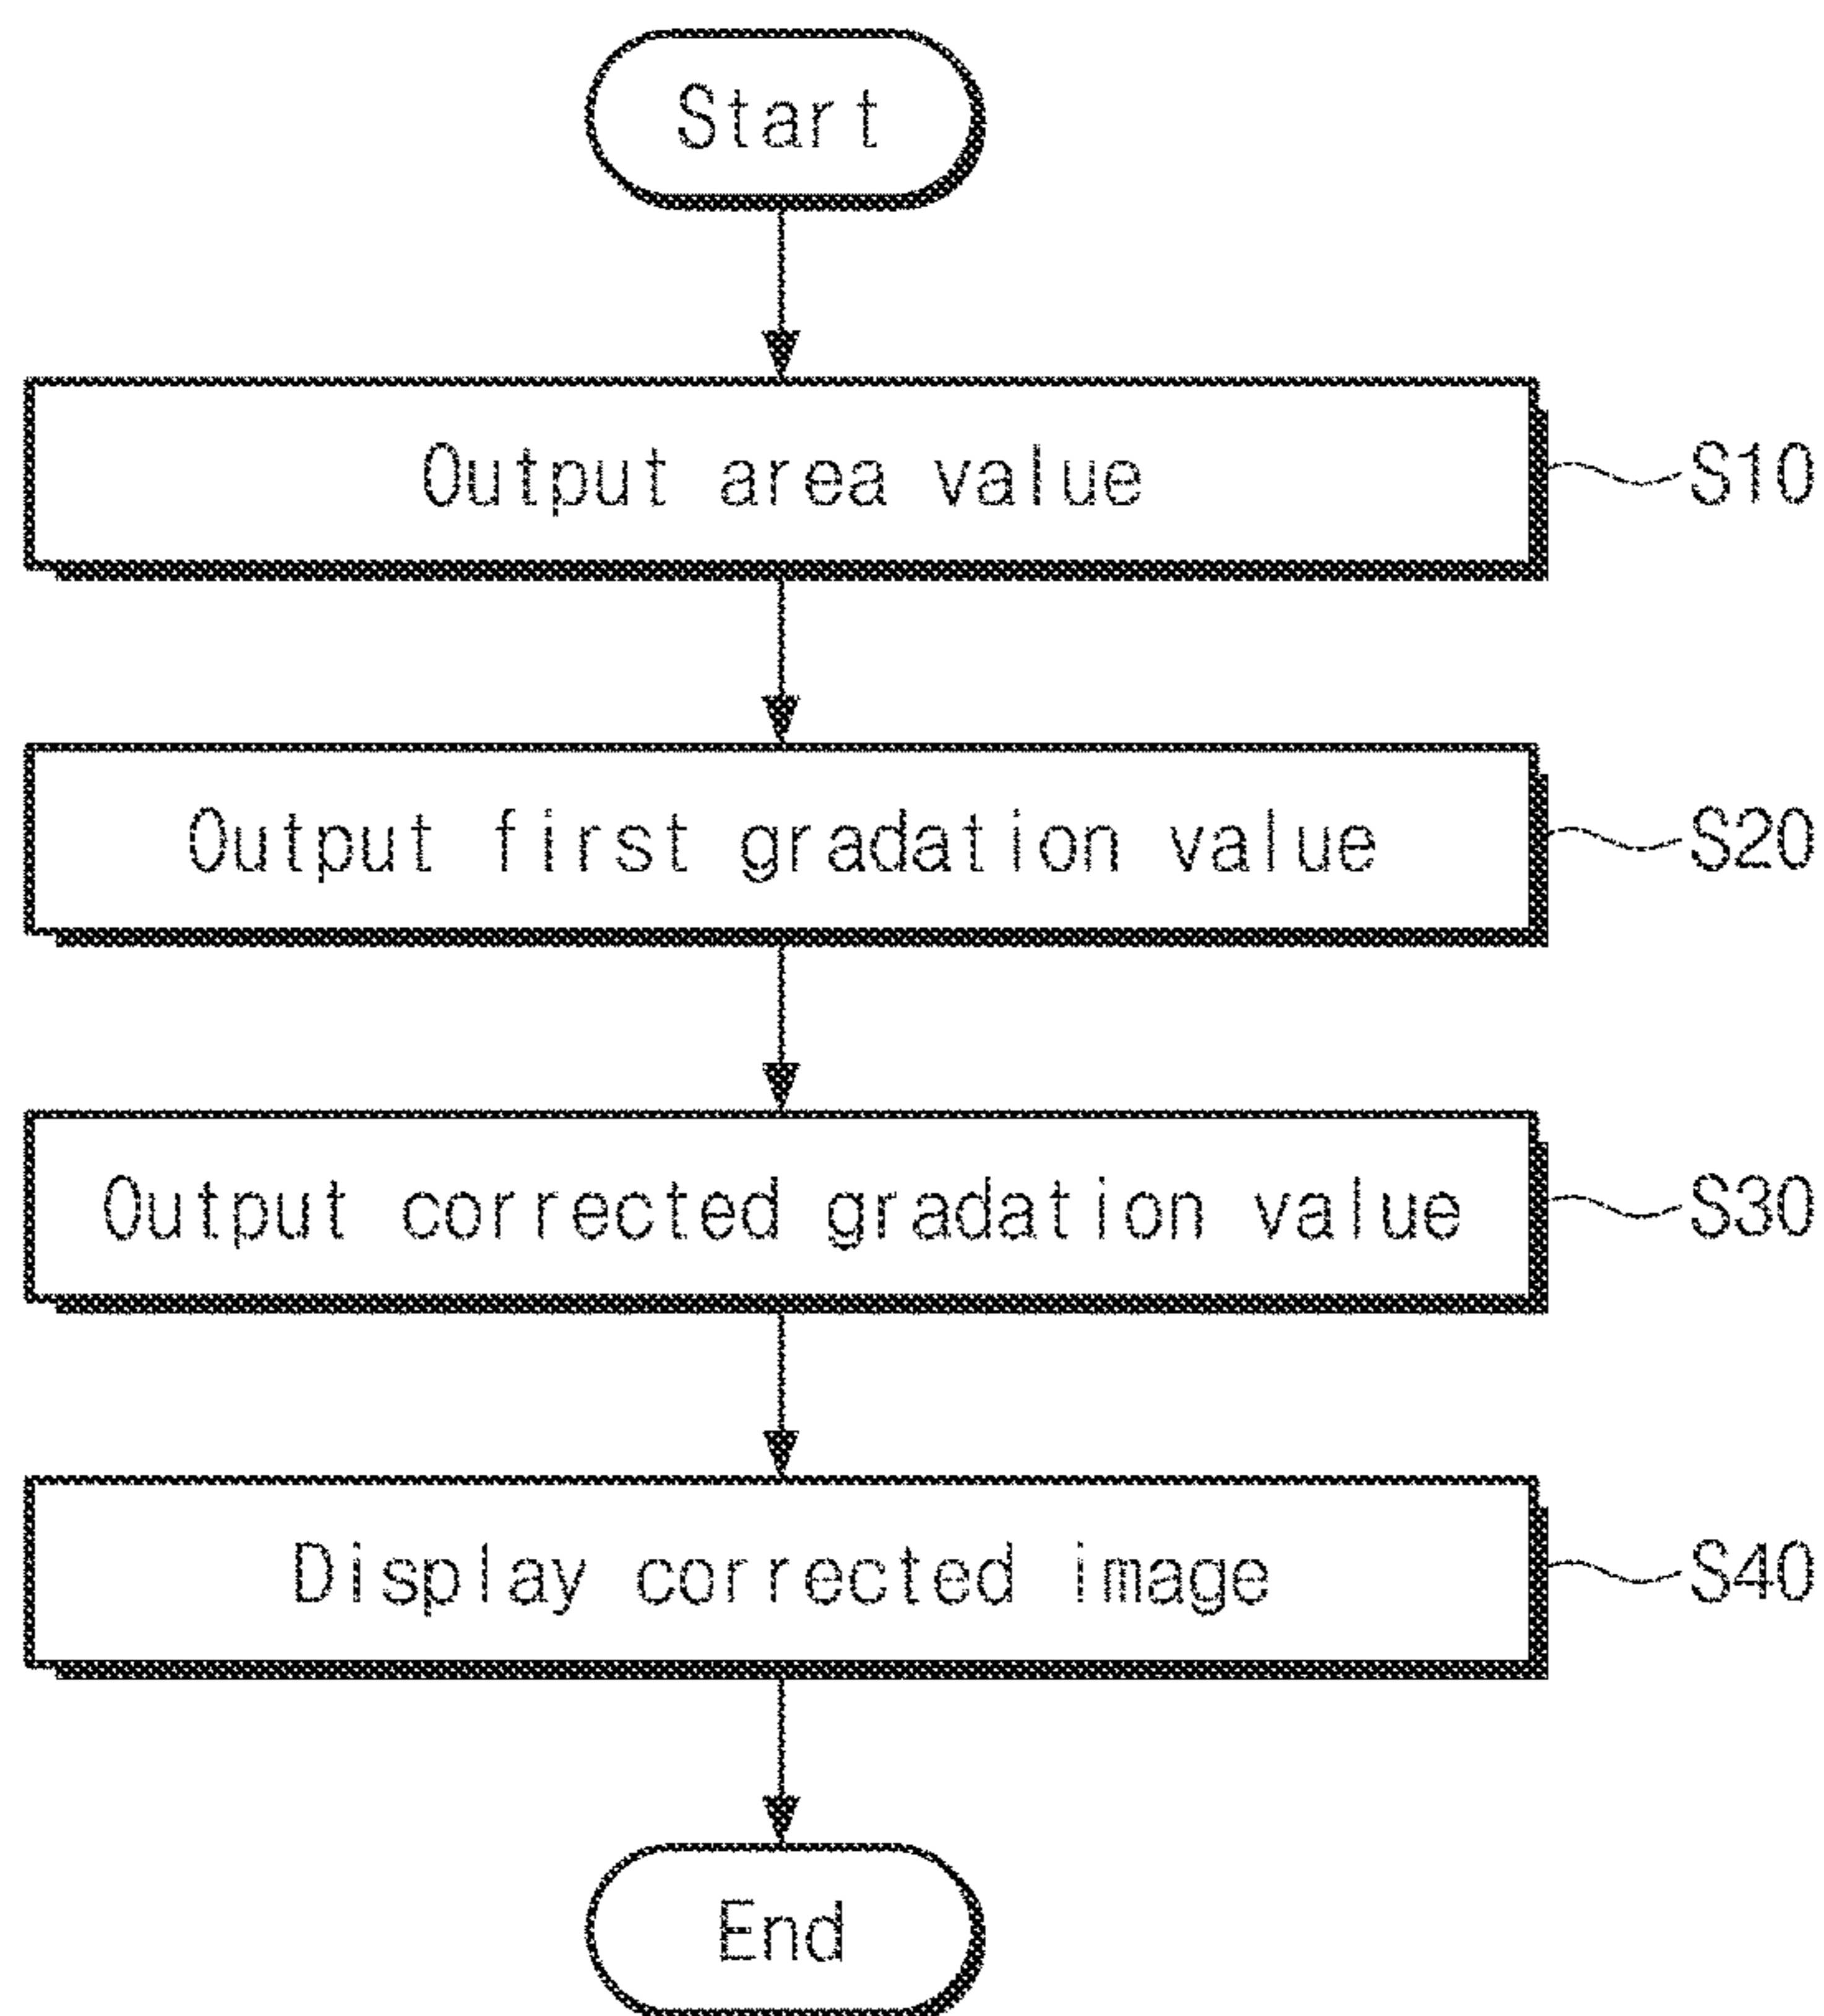 Start
Output area value S10
Output first gradation value S20
Output corrected gradation value S30
Display corrected image S40
End